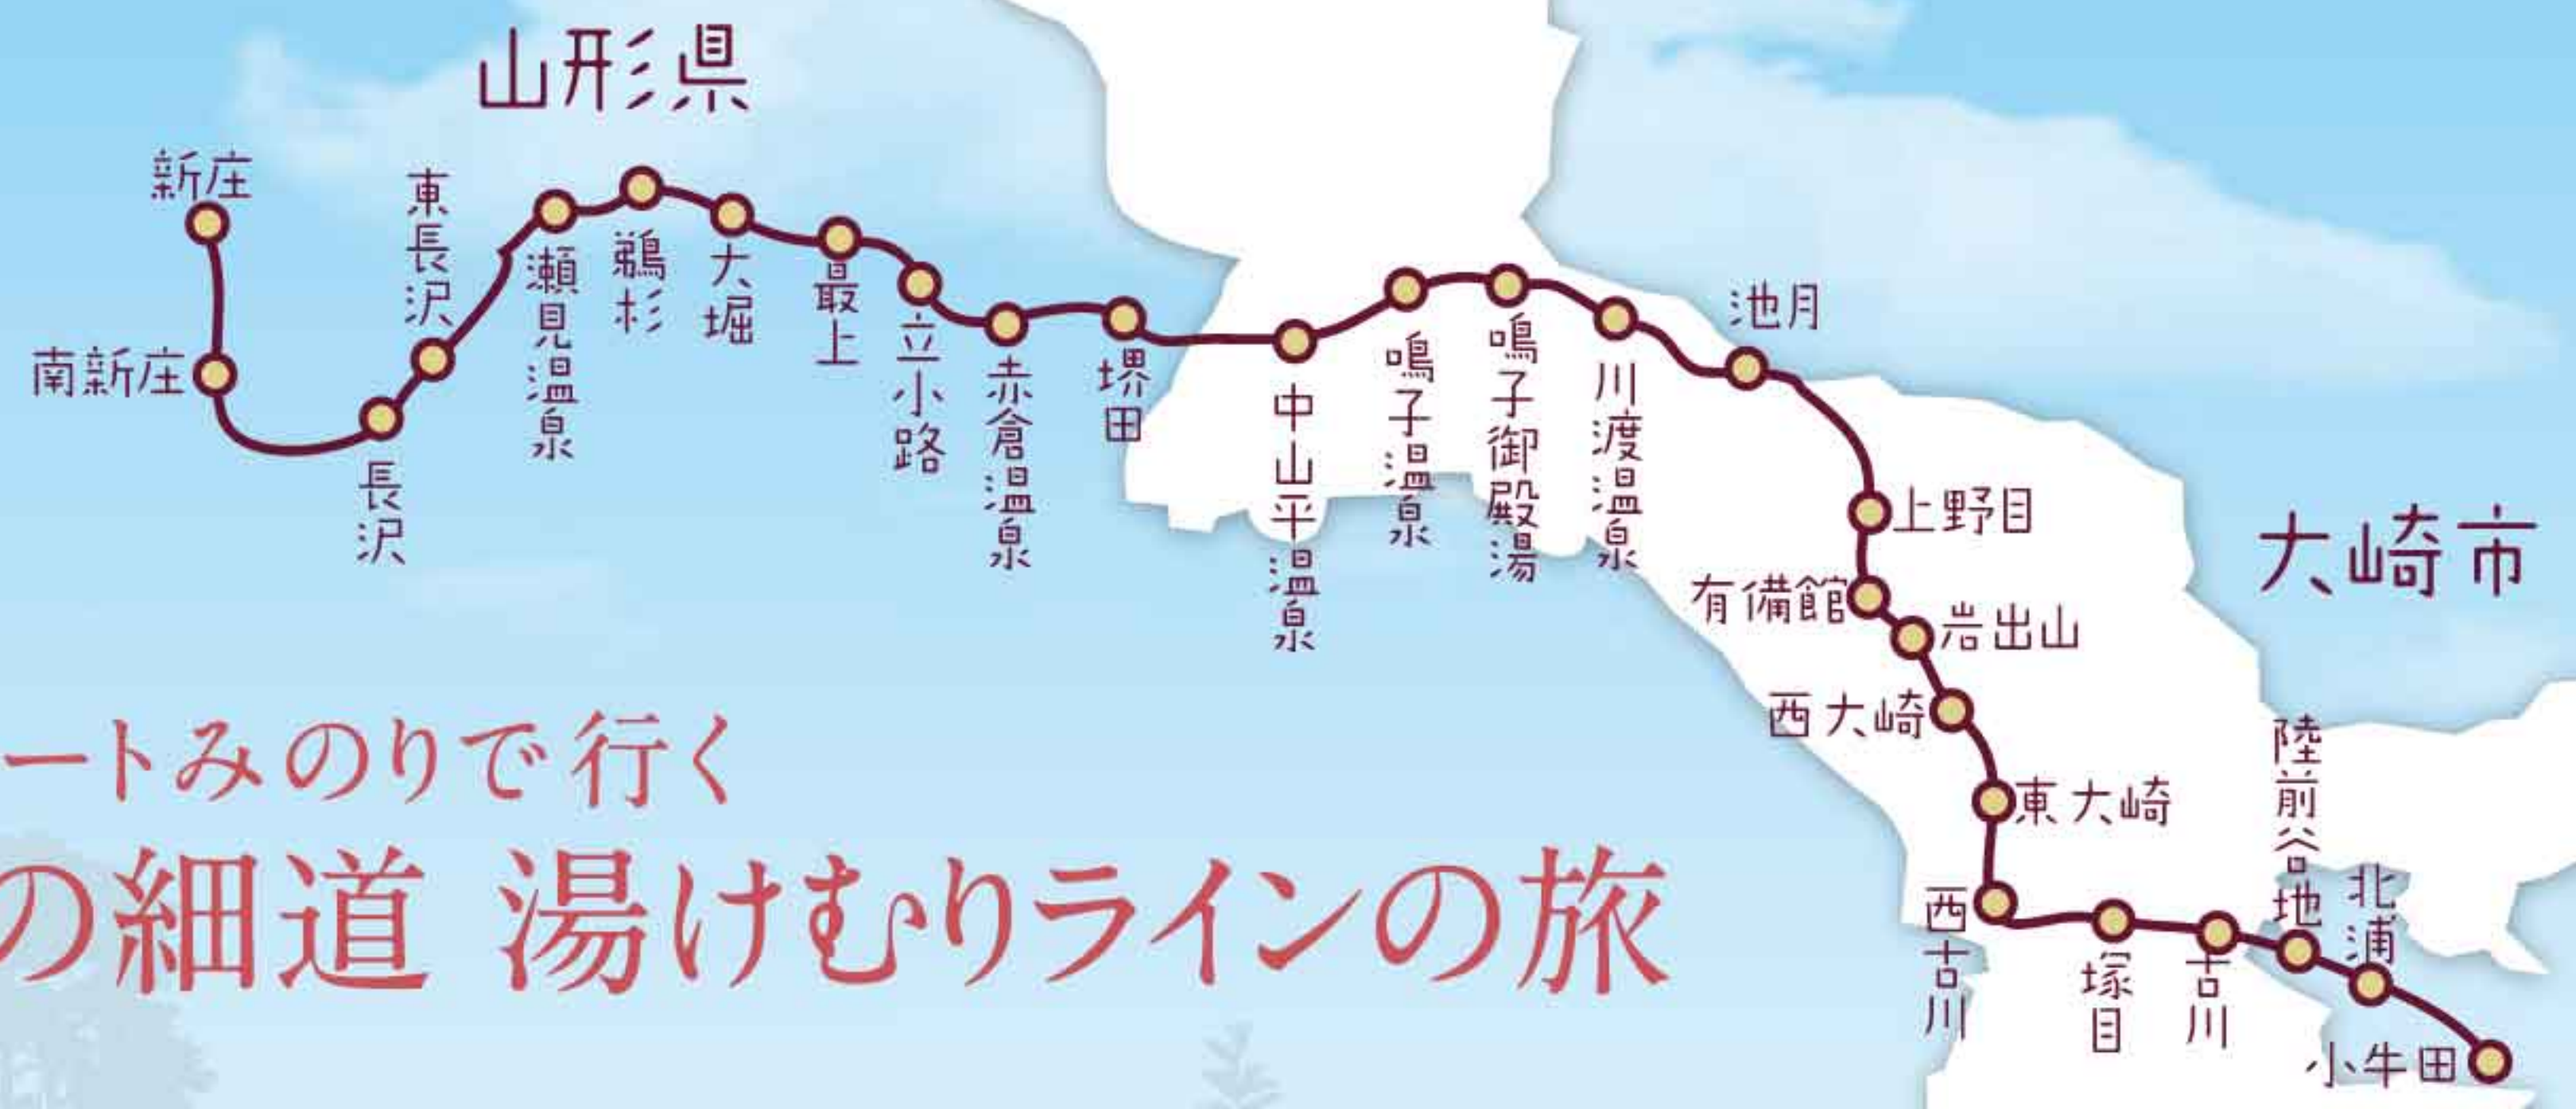 山形県
新庄
南新庄
長沢
東長沢
瀬見温泉
鵜杉
大堀
最上
立小路
赤倉温泉
堺田
中山平温泉
鳴子温泉
鳴子御殿湯
川渡温泉
池月
上野目
有備館
岩出山
西大崎
東大崎
西古川
塚目
古川
陸前谷地
北浦
小牛田
大崎市
ートみのりで行く
の細道 湯けむりラインの旅